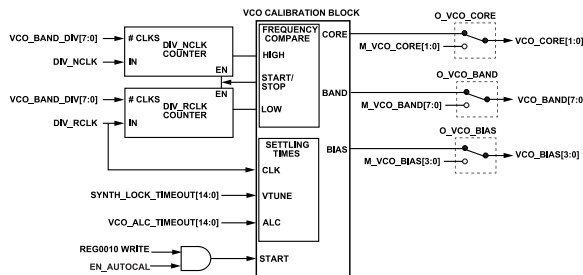 VCO CALIBRATION BLOCK
O_VCO_CORE
VCO_BAND_DIV[7:0]
# CLKS
DIV_NCLK
COUNTER
FREQUENCY
COMPARE
CORE
VCO_CORE[1:0]
DIV_NCLK
IN
HIGH
M_VCO_CORE[1:0]
EN
START/
STOP
O_VCO_BAND
EN
VCO_BAND_DIV[7:0]
# CLKS
DIV_RCLK
COUNTER
BAND
VCO_BAND[7:0
LOW
M_VCO_BAND[7:0]
DIV_RCLK
IN
O_VCO_BIAS
SETTLING
TIMES
BIAS
VCO_BIAS[3:0]
M_VCO_BIAS[3:0]
CLK
SYNTH_LOCK_TIMEOUT[14:0]
VTUNE
VCO_ALC_TIMEOUT[14:0]
ALC
REG0010 WRITE
START
EN_AUTOCAL